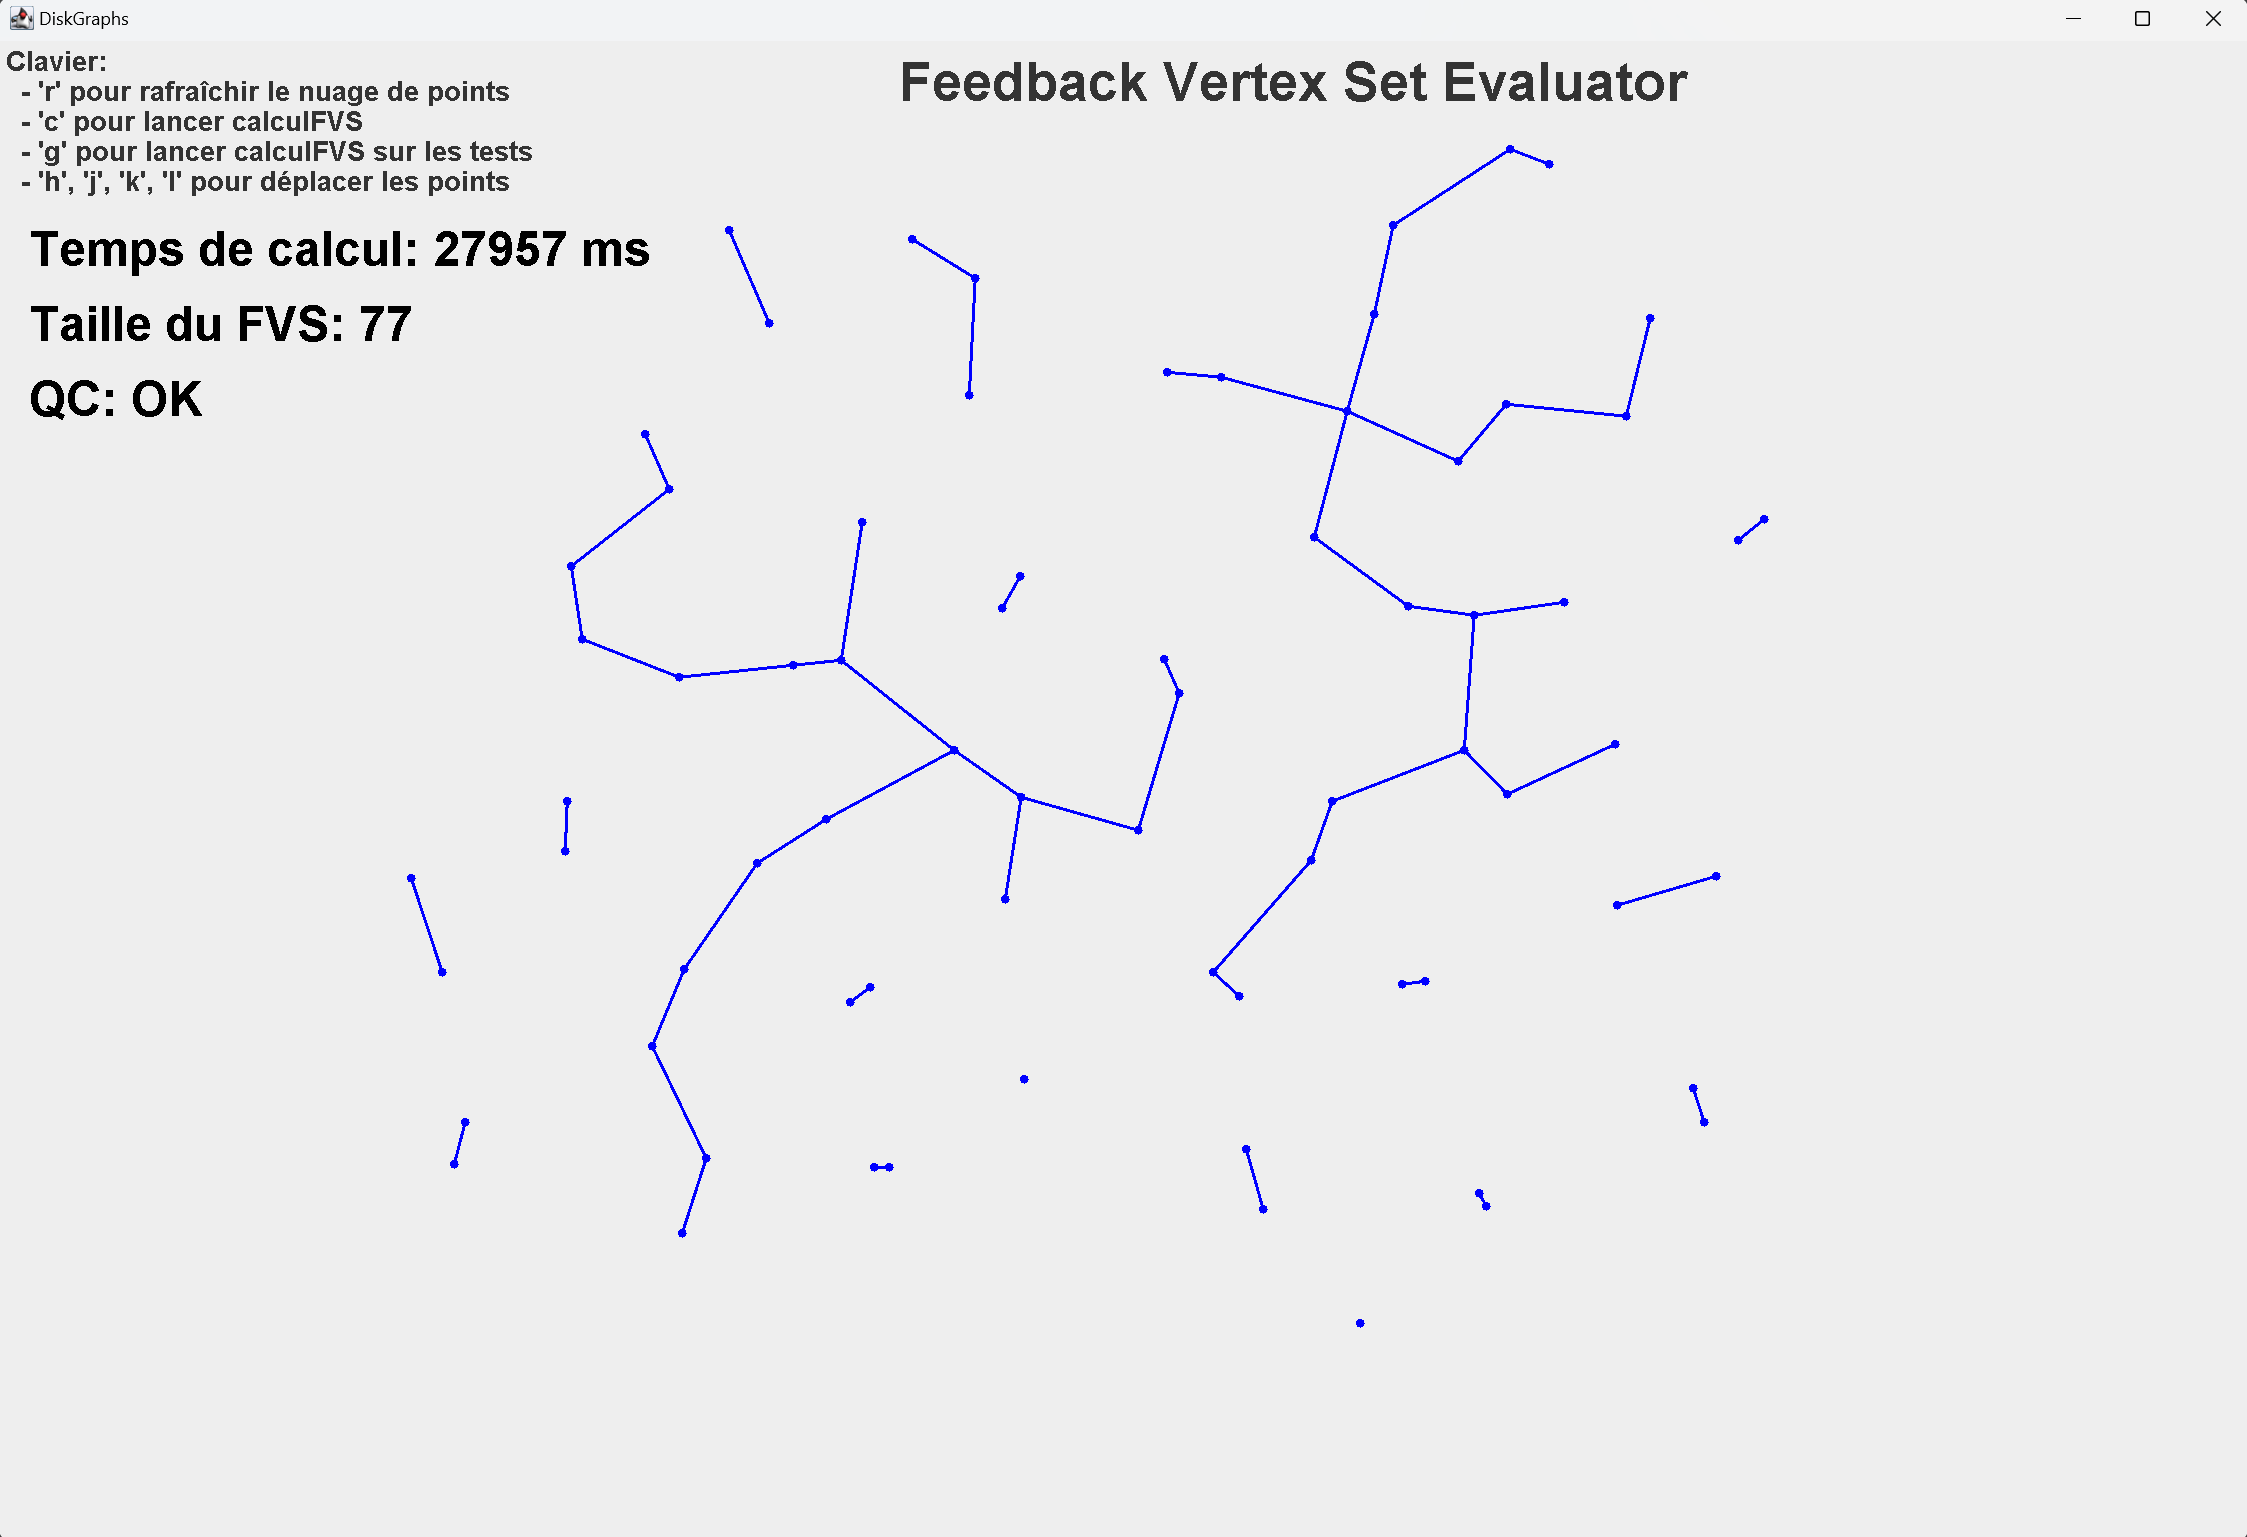 DiskGraphs
Clavier:
- 'r' pour rafraîchir le nuage de points
- 'c' pour lancer calculFVS
- 'g' pour lancer calculFVS sur les tests
- 'h', 'j', 'k', 'l' pour déplacer les points
Feedback Vertex Set Evaluator
Temps de calcul: 27957 ms
Taille du FVS: 77
QC: OK